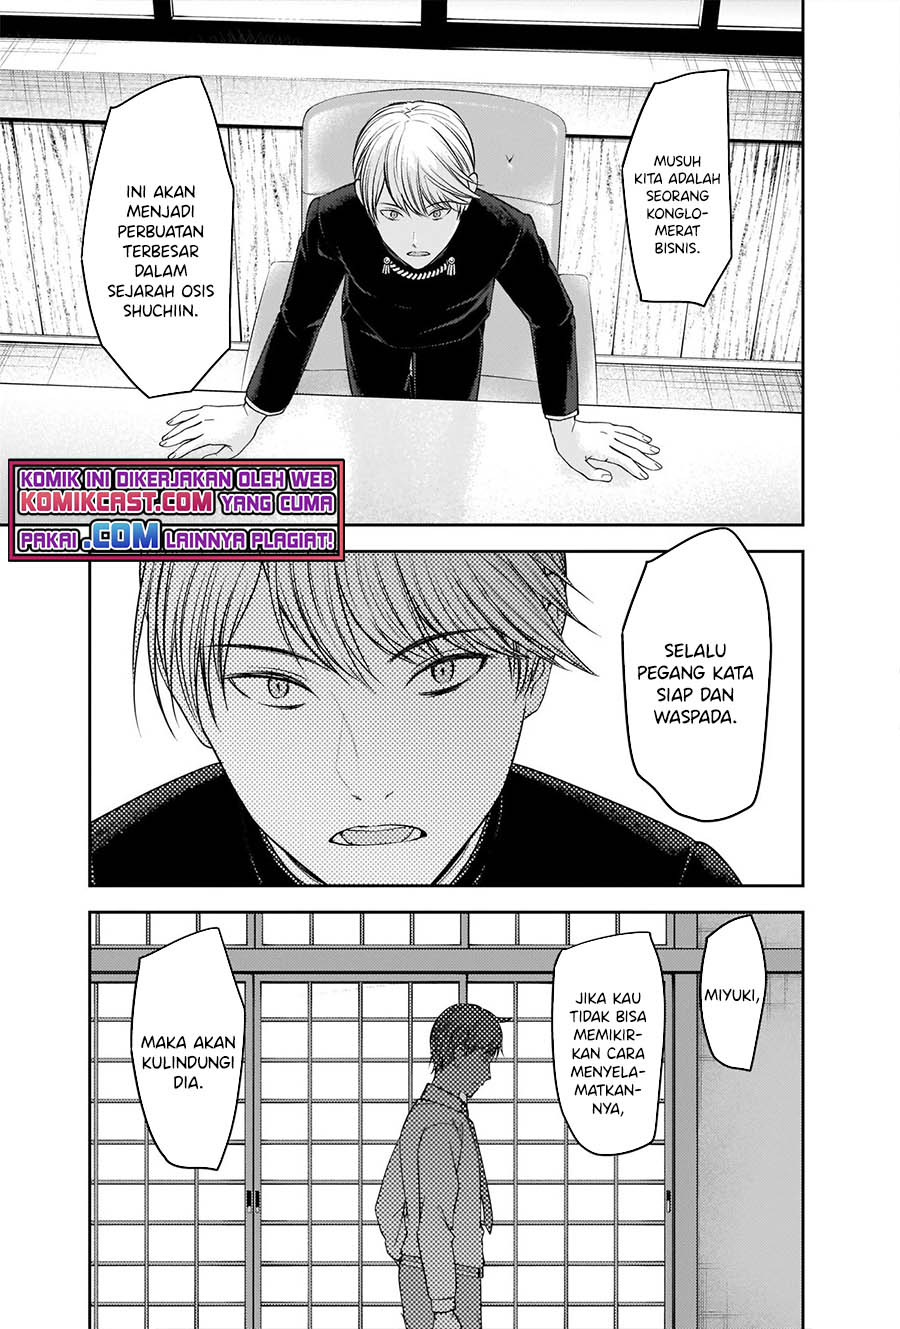 MUSUH
KITA ADALAH
SEORANG
KONGLO-
MERAT
BISNIS.
INI AKAN
MENJADI
PERBUATAN
TERBESAR
DALAM
SEJARAH OSIS
SHUCHIIN.
KOMIK INI DIKERJAKAN OLEH WEB
KOMIKCAST.COM YANG CUMA
PAKAI .COM LAINNYA PLAGIAT!
SELALU
PEGANG KATA
SIAP DAN
WASPADA.
MIYUKI,
JIKA KAU
TIDAK BISA
MEMIKIR-
KAN CARA
MENYELA-
MATKAN-
NYA,
MAKA AKAN
KULINDUNGI
DIA.